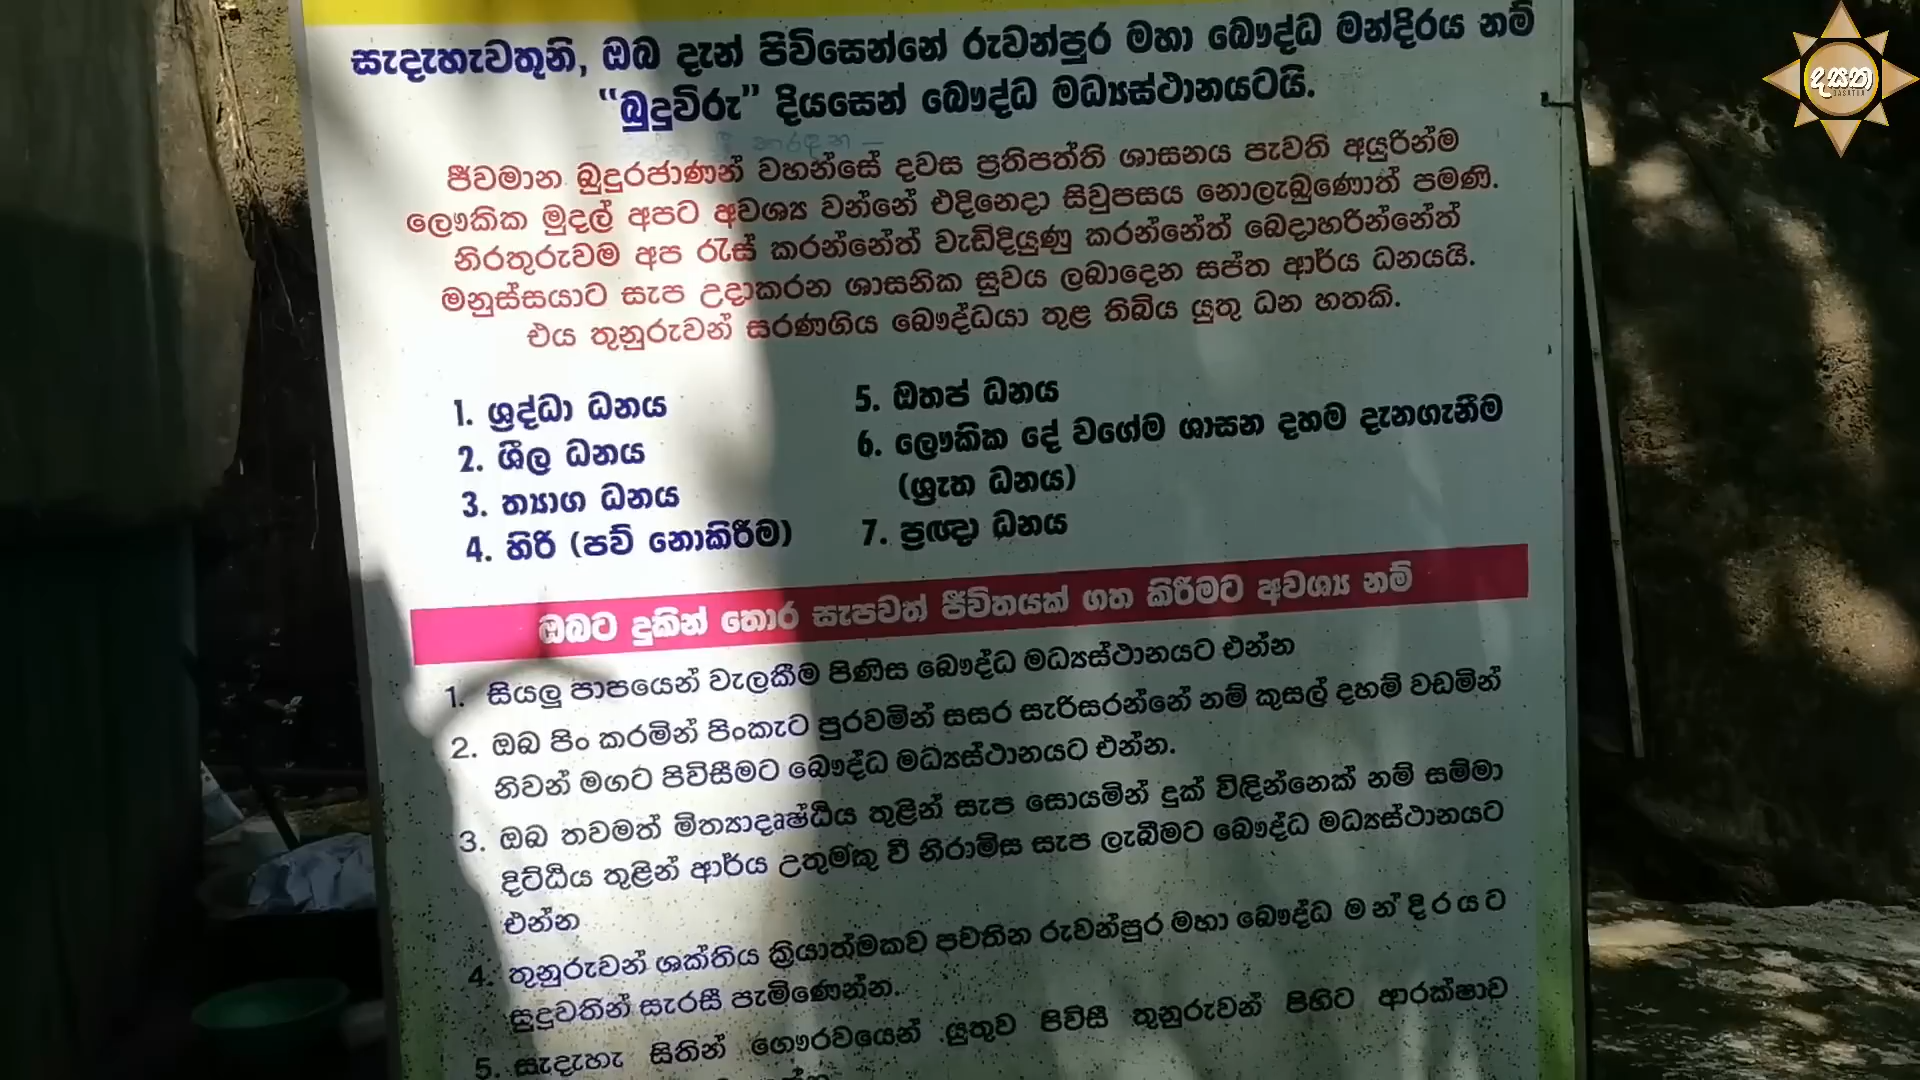 සැදැහැවතුනි, ඔබ දැන් පිවිසෙන්නේ රුවන්පුර මහා බෞද්ධ මන්දිරය නම්
“බුදුවිරු” දියසෙන් බෞද්ධ මධ්‍යස්ථානයටයි.
ජීවමාන බුදුරජාණන් වහන්සේ දවස ප්‍රතිපත්ති ශාසනය පැවති අයුරින්ම
ලෞකික මුදල් අපට අවශ්‍ය වන්නේ එදිනෙදා සිවුපසය නොලැබුණොත් පමණි.
නිරතුරුවම අප රැස් කරන්නේත් වැඩිදියුණු කරන්නේත් බෙදාහරින්නේත්
මනුස්සයාට සැප උදාකරන ශාසනික සුවය ලබාදෙන සප්ත ආර්ය ධනයයි.
එය තුනුරුවන් සරණගිය බෞද්ධයා තුළ තිබිය යුතු ධන හතකි.
1. ශ්‍රද්ධා ධනය
2. ශීල ධනය
3. ත්‍යාග ධනය
4. හිරි (පව් නොකිරීම)
5. ඔතප් ධනය
6. ලෞකික දේ වගේම ශාසන දහම දැනගැනීම
(ශ්‍රැත ධනය)
7. ප්‍රඥා ධනය
ඔබට දුකින් තොර සැපවත් ජීවිතයක් ගත කිරීමට අවශ්‍ය නම්
1. සියලු පාපයෙන් වැලකීම පිණිස බෞද්ධ මධ්‍යස්ථානයට එන්න
2. ඔබ පිං කරමින් පිංකැට පුරවමින් සසර සැරිසරන්නේ නම් කුසල් දහම් වඩමින්
නිවන් මගට පිවිසීමට බෞද්ධ මධ්‍යස්ථානයට එන්න.
3. ඔබ තවමත් මිත්‍යාදෘෂ්ඨිය තුළින් සැප සොයමින් දුක් විඳින්නෙක් නම් සම්මා
දිට්ඨිය තුළින් ආර්ය උතුමකු වී නිරාමිස සැප ලැබීමට බෞද්ධ මධ්‍යස්ථානයට
එන්න
4. තුනුරුවන් ශක්තිය ක්‍රියාත්මකව පවතින රුවන්පුර මහා බෞද්ධ මන්දිරයට
සුදුවතින් සැරසී පැමිණෙන්න.
5. සැදැහැ සිතින් ගෞරවයෙන් යුතුව පිවිසී තුනුරුවන් පිහිට ආරක්ෂාව
දසත
DASATHA